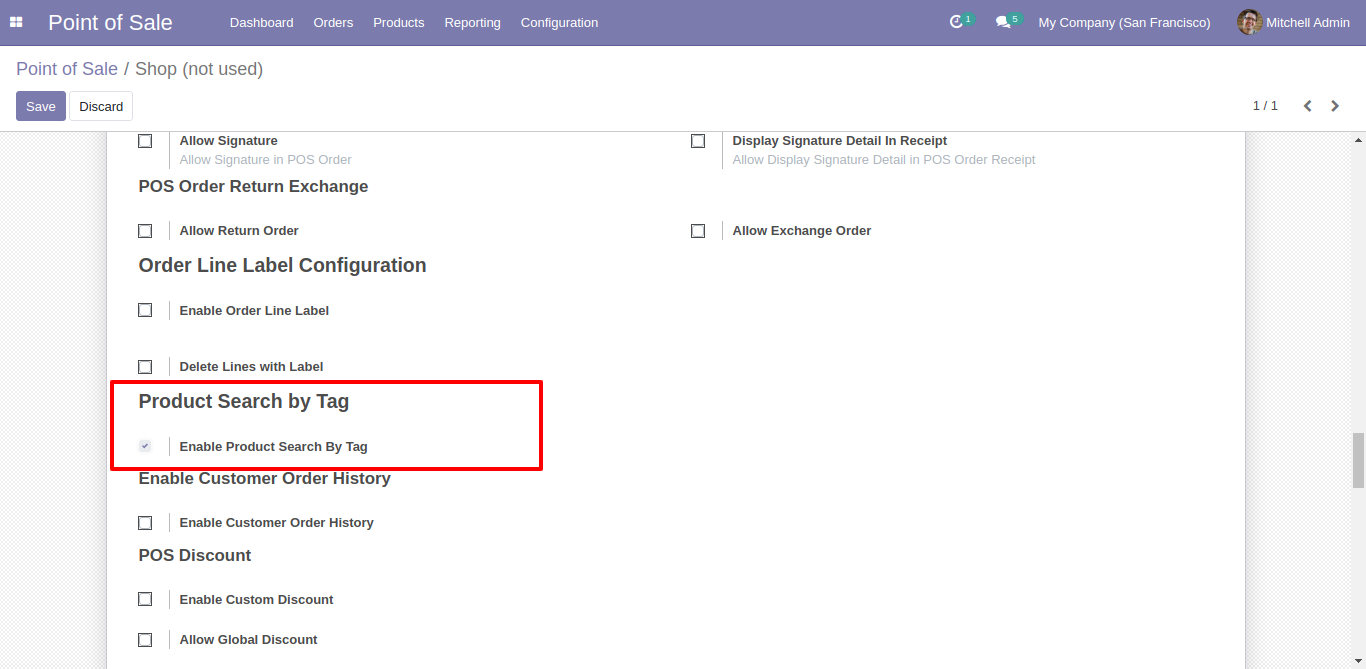 Point of Sale Dashboard Orders Products Reporting Configuration 1 5 My Company (San Francisco) Mitchell Admin
Point of Sale / Shop (not used)
Save Discard 1 / 1
Allow Signature Display Signature Detail In Receipt
Allow Signature in POS Order Allow Display Signature Detail in POS Order Receipt
POS Order Return Exchange
Allow Return Order Allow Exchange Order
Order Line Label Configuration
Enable Order Line Label
Delete Lines with Label
Product Search by Tag
Enable Product Search By Tag
Enable Customer Order History
Enable Customer Order History
POS Discount
Enable Custom Discount
Allow Global Discount